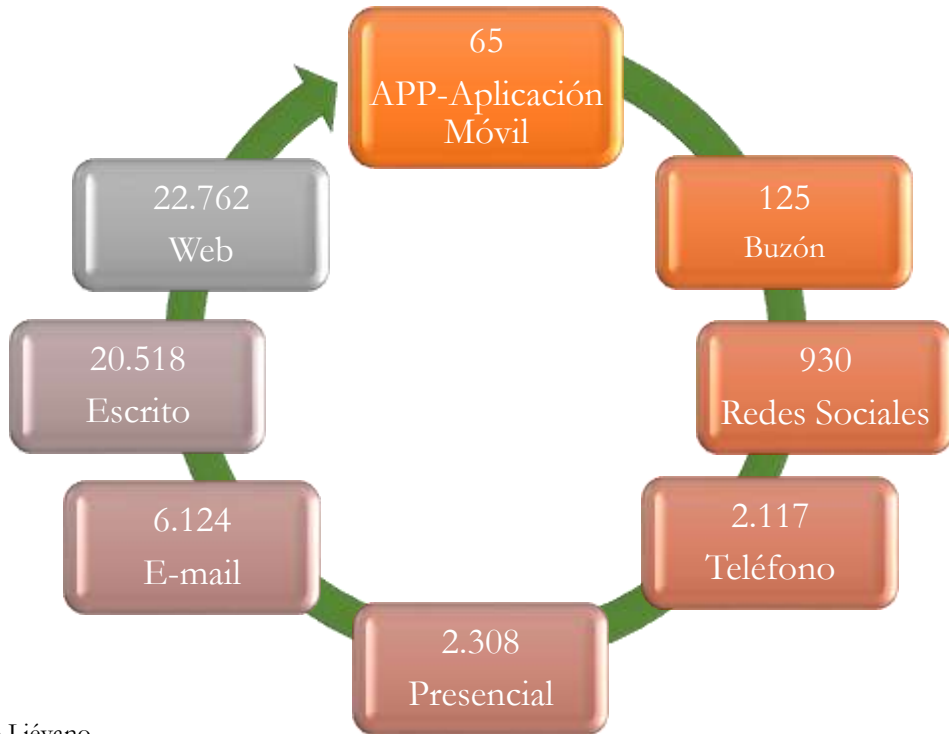 65
APP-Aplicación
Móvil
125
Buzón
930
Redes Sociales
2.117
Teléfono
2.308
Presencial
6.124
E-mail
20.518
Escrito
22.762
Web
Liévano